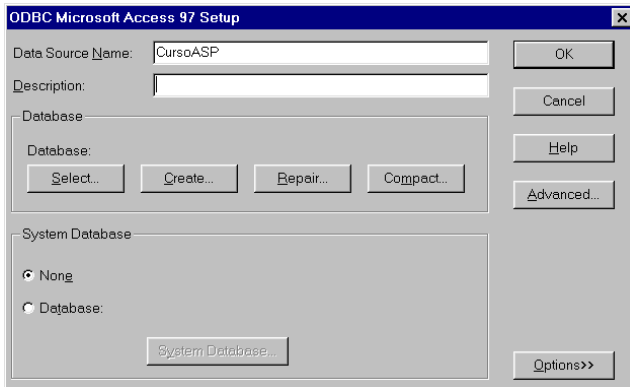 ODBC Microsoft Access 97 Setup
Data Source Name: CursoASP
OK
Description:
Cancel
Database
Database:
Select... Create... Repair... Compact...
Help
Advanced...
System Database
None
Database:
System Database...
Options>>